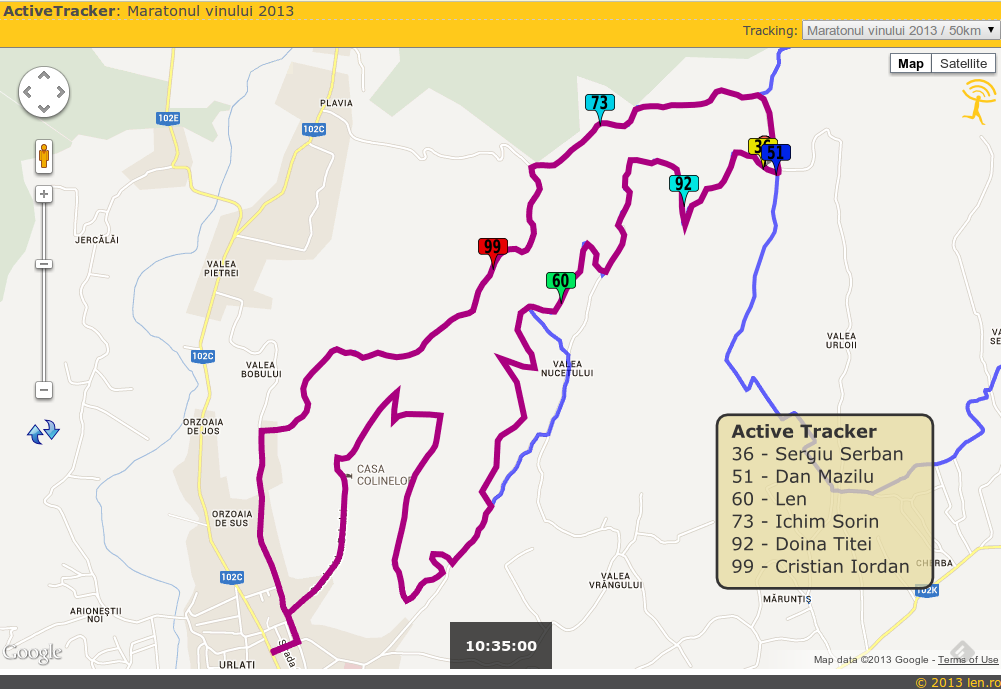 ActiveTracker: Maratonul vinului 2013
Tracking: Maratonul vinului 2013 / 50km
Map Satellite
PLAVIA
102E
102C
73
36
51
92
JERCĂLĂI
99
VALEA
PIETREI
60
VALEA
URLOII
102C
VALEA
BOBULUI
VALEA
NUCETULUI
ORZOAIA
DE JOS
CASA
COLINELOR
ORZOAIA
DE SUS
Active Tracker
36 - Sergiu Serban
51 - Dan Mazilu
60 - Len
73 - Ichim Sorin
92 - Doina Titei
99 - Cristian Iordan
CHERBA
102C
VALEA
VRÂNGULUI
102K
MĂRUNȚIȘ
ARIONEȘTII
NOI
10:35:00
Google
URLATI
Strada
Map data ©2013 Google - Terms of Use
© 2013 len.ro